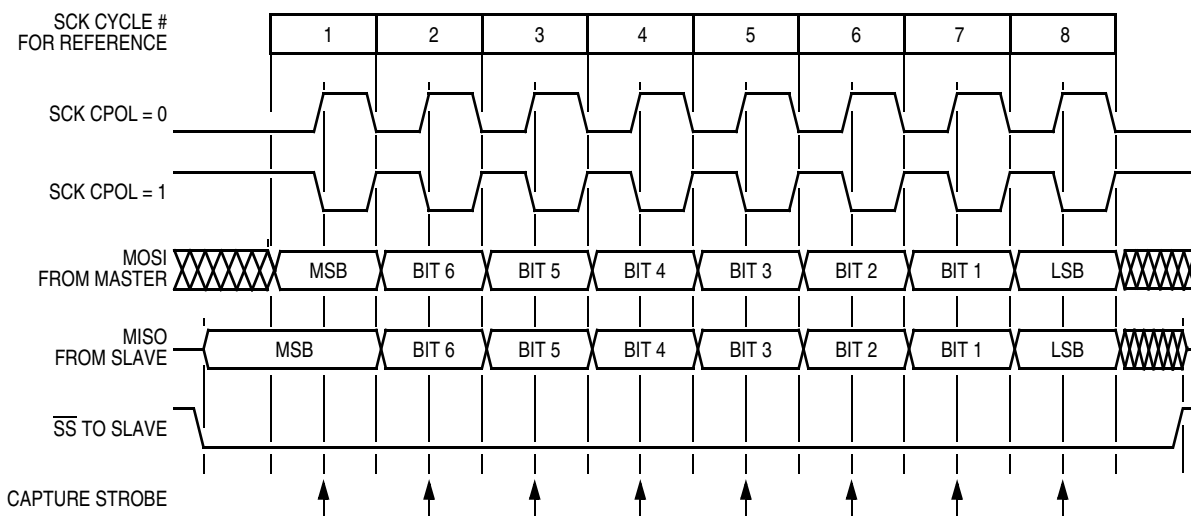 SCK CYCLE #
FOR REFERENCE
1 2 3 4 5 6 7 8
SCK CPOL = 0
SCK CPOL = 1
MOSI
FROM MASTER
MSB BIT 6 BIT 5 BIT 4 BIT 3 BIT 2 BIT 1 LSB
MISO
FROM SLAVE
MSB BIT 6 BIT 5 BIT 4 BIT 3 BIT 2 BIT 1 LSB
SS TO SLAVE
CAPTURE STROBE